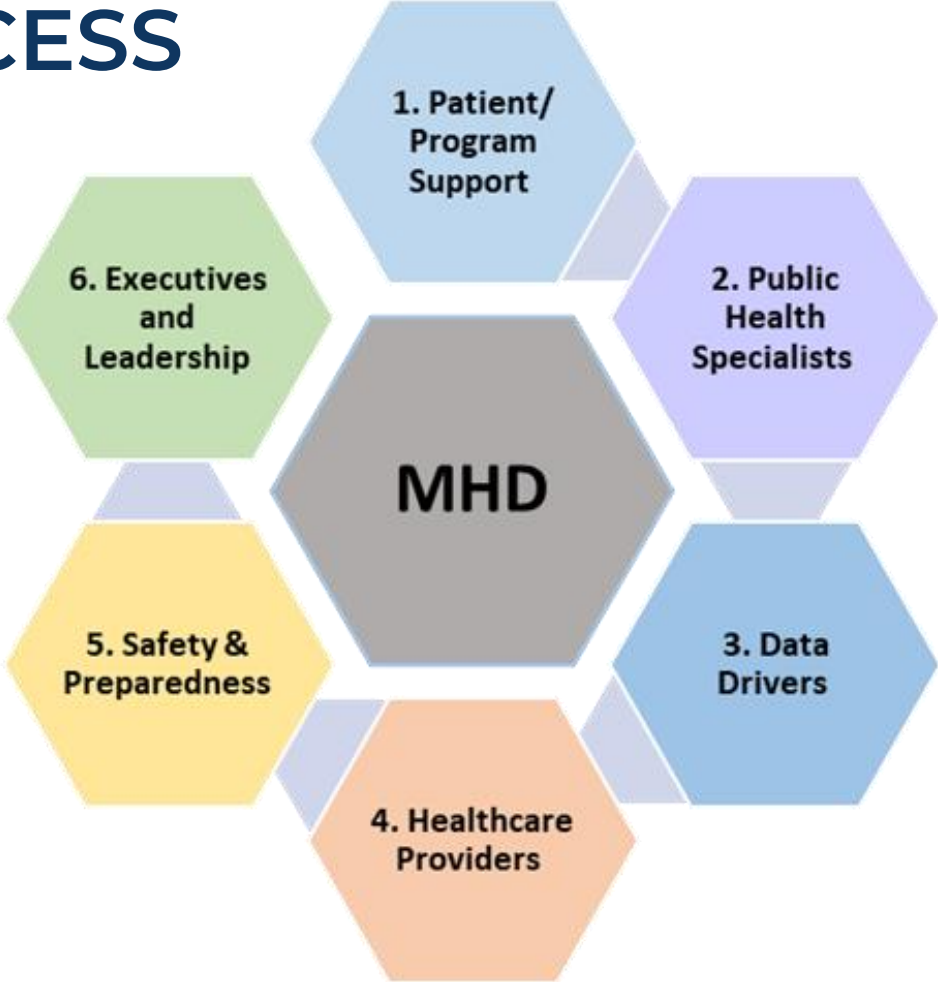 CESS
1. Patient/
Program
Support
2. Public
Health
Specialists
3. Data
Drivers
4. Healthcare
Providers
5. Safety &
Preparedness
6. Executives
and
Leadership
MHD